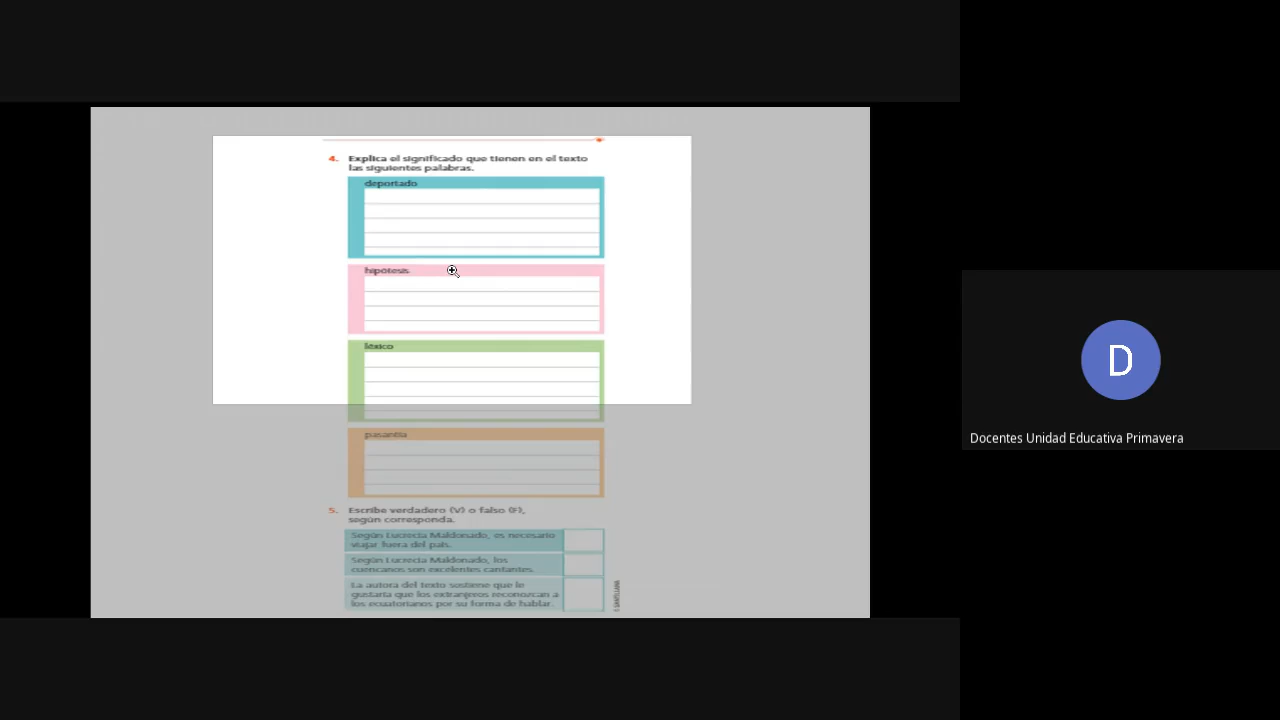 4. Explica el significado que tienen en el texto
las siguientes palabras.
deportado
hipótesis
léxico
pasantía
5. Escribe verdadero (V) o falso (F),
según corresponda.
Según Lucrecia Maldonado, es necesario
viajar fuera del país.
Según Lucrecia Maldonado, los
cuencanos son excelentes cantantes.
La autora del texto sostiene que le
gustaría que los extranjeros reconozcan a
los ecuatorianos por su forma de hablar.
D
Docentes Unidad Educativa Primavera